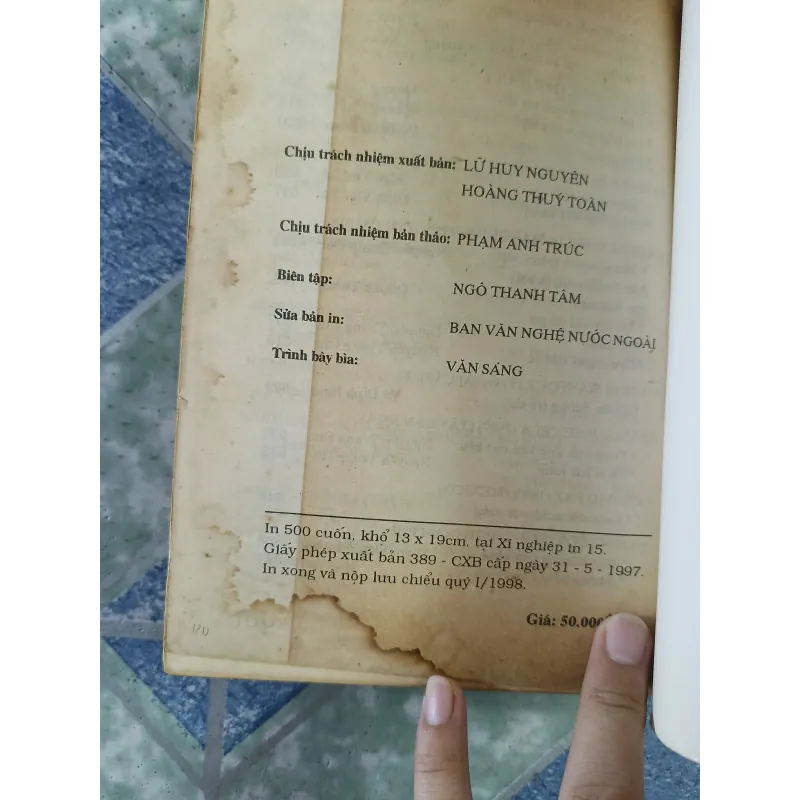 Chịu trách nhiệm xuất bản: LỮ HUY NGUYÊN
HOÀNG THUÝ TOÀN
Chịu trách nhiệm bản thảo: PHẠM ANH TRÚC
Biên tập: NGÔ THANH TÂM
Sửa bản in: BAN VĂN NGHỆ NƯỚC NGOÀI
Trình bày bìa: VĂN SÁNG
In 500 cuốn, khổ 13 x 19cm, tại Xí nghiệp in 15.
Giấy phép xuất bản 389 - CXB cấp ngày 31 - 5 - 1997.
In xong và nộp lưu chiểu quý I/1998.
Giá: 50.000